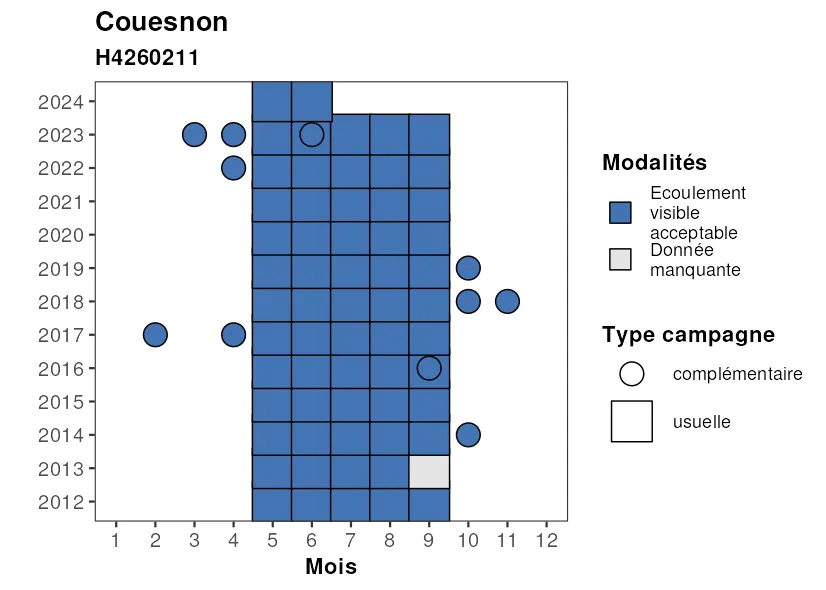 Couesnon
H4260211
2024
2023
2022
2021
2020
2019
2018
2017
2016
2015
2014
2013
2012
1 2 3 4 5 6 7 8 9 10 11 12
Mois
Modalités
Ecoulement
visible
acceptable
Donnée
manquante
Type campagne
complémentaire
usuelle